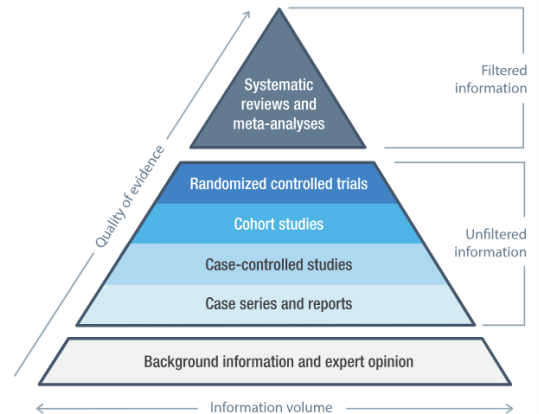 Systematic
reviews and
meta-analyses
Filtered
information
Quality of evidence
Randomized controlled trials
Cohort studies
Case-controlled studies
Case series and reports
Unfiltered
information
Background information and expert opinion
Information volume